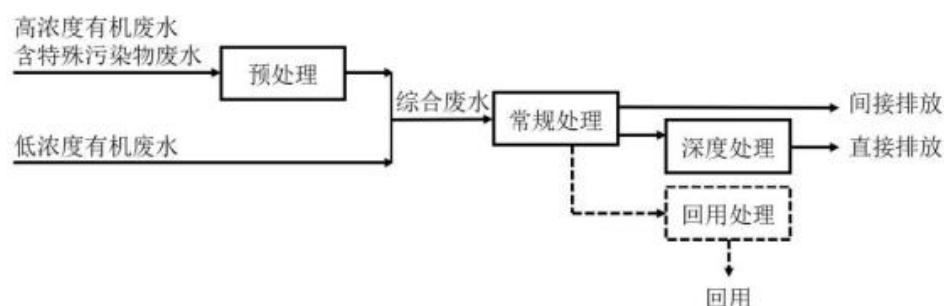 高浓度有机废水
含特殊污染物废水
预处理
综合废水
常规处理
间接排放
低浓度有机废水
深度处理
直接排放
回用处理
回用